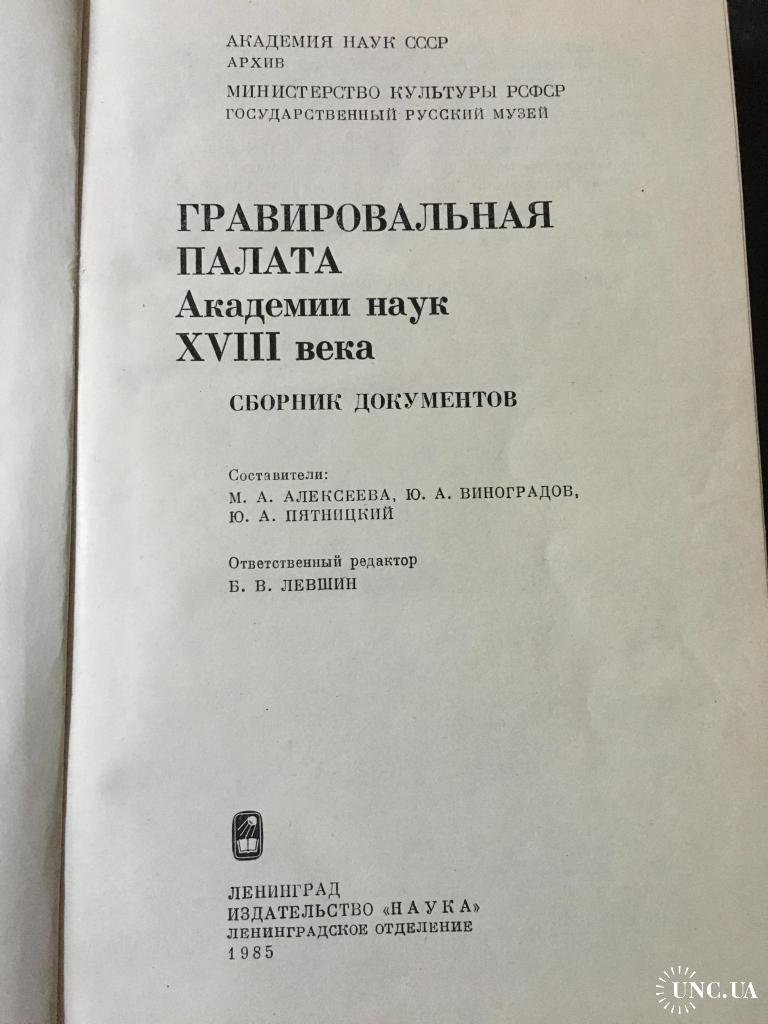 АКАДЕМИЯ НАУК СССР
АРХИВ
МИНИСТЕРСТВО КУЛЬТУРЫ РСФСР
ГОСУДАРСТВЕННЫЙ РУССКИЙ МУЗЕЙ
ГРАВИРОВАЛЬНАЯ
ПАЛАТА
Академии наук
XVIII века
СБОРНИК ДОКУМЕНТОВ
Составители:
М. А. АЛЕКСЕЕВА, Ю. А. ВИНОГРАДОВ,
Ю. А. ПЯТНИЦКИЙ
Ответственный редактор
Б. В. ЛЕВШИН
ЛЕНИНГРАД
ИЗДАТЕЛЬСТВО «НАУКА»
ЛЕНИНГРАДСКОЕ ОТДЕЛЕНИЕ
1985
UNC.UA